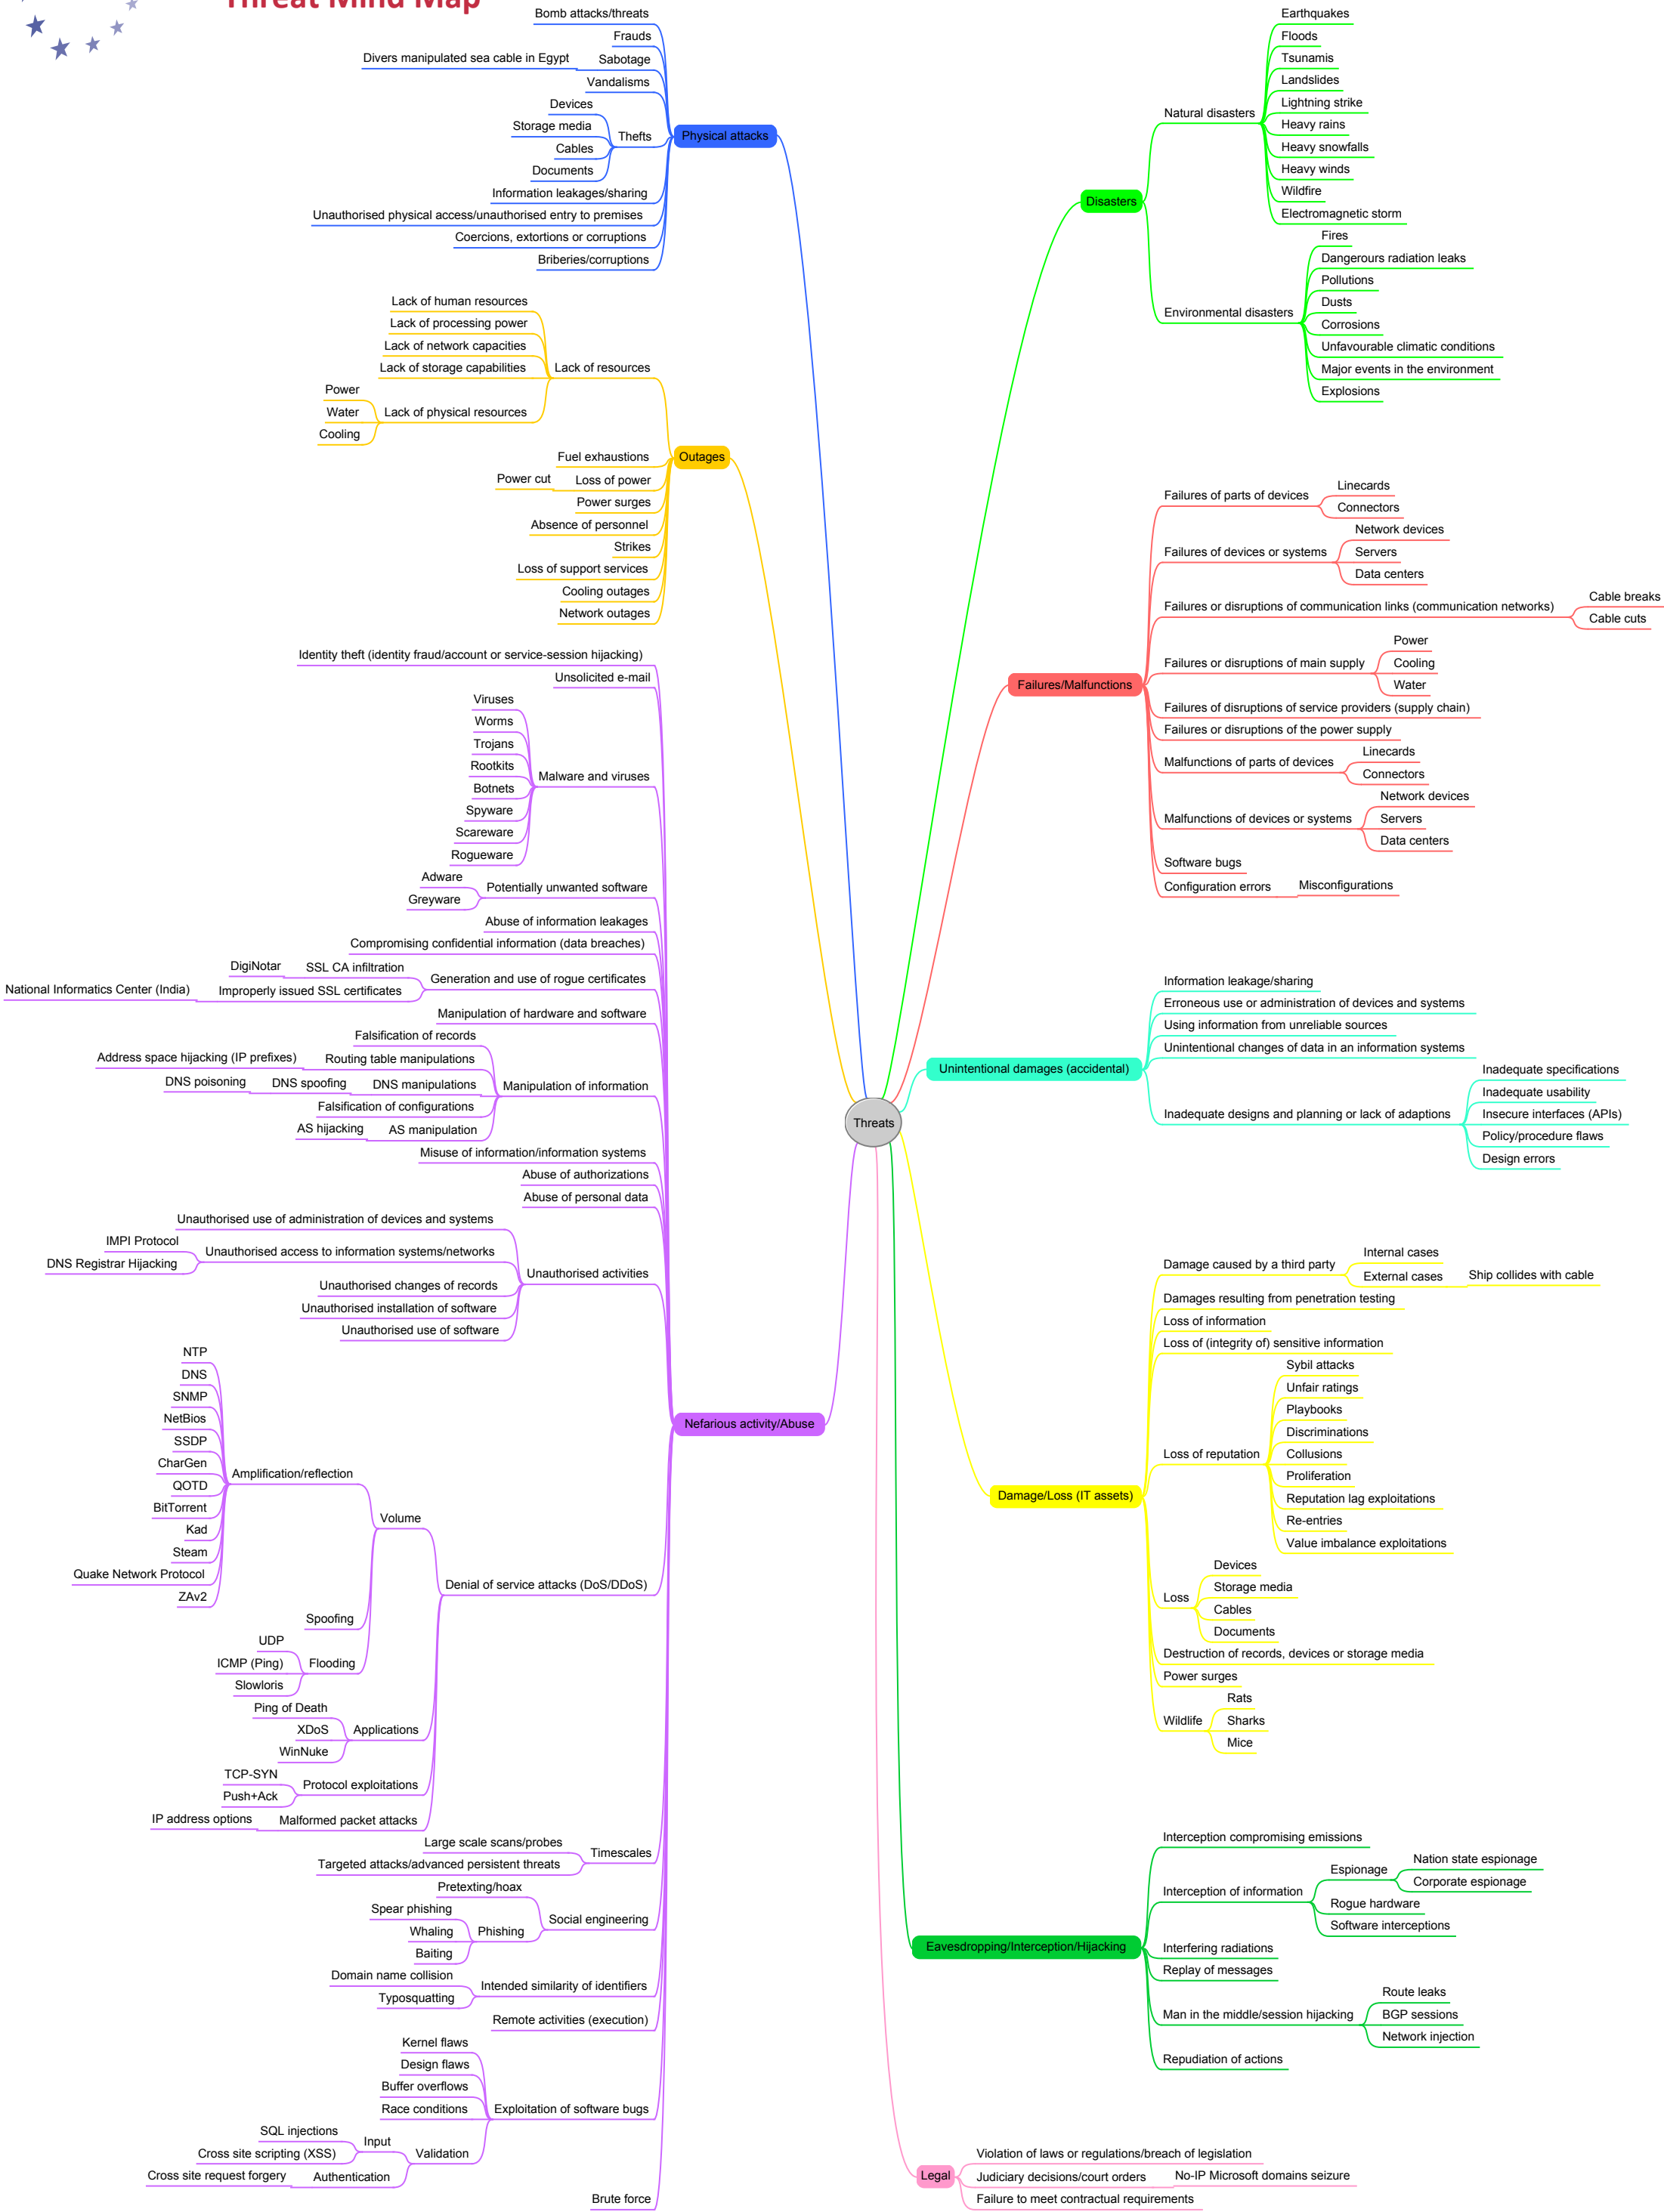 Threat Mind Map
Bomb attacks/threats
Frauds
Divers manipulated sea cable in Egypt
Sabotage
Vandalisms
Devices
Storage media
Cables
Documents
Thefts
Information leakages/sharing
Unauthorised physical access/unauthorised entry to premises
Coercions, extortions or corruptions
Briberies/corruptions
Physical attacks
Lack of human resources
Lack of processing power
Lack of network capacities
Lack of storage capabilities
Power
Water
Cooling
Lack of physical resources
Lack of resources
Fuel exhaustions
Power cut
Loss of power
Power surges
Absence of personnel
Strikes
Loss of support services
Cooling outages
Network outages
Outages
Identity theft (identity fraud/account or service-session hijacking)
Unsolicited e-mail
Viruses
Worms
Trojans
Rootkits
Botnets
Spyware
Scareware
Rogueware
Malware and viruses
Adware
Greyware
Potentially unwanted software
Abuse of information leakages
Compromising confidential information (data breaches)
DigiNotar
SSL CA infiltration
National Informatics Center (India)
Improperly issued SSL certificates
Generation and use of rogue certificates
Manipulation of hardware and software
Falsification of records
Address space hijacking (IP prefixes)
Routing table manipulations
DNS poisoning
DNS spoofing
DNS manipulations
Falsification of configurations
AS hijacking
AS manipulation
Manipulation of information
Misuse of information/information systems
Abuse of authorizations
Abuse of personal data
Unauthorised use of administration of devices and systems
IMPI Protocol
DNS Registrar Hijacking
Unauthorised access to information systems/networks
Unauthorised changes of records
Unauthorised installation of software
Unauthorised use of software
Unauthorised activities
NTP
DNS
SNMP
NetBios
SSDP
CharGen
QOTD
BitTorrent
Kad
Steam
Quake Network Protocol
ZAv2
Amplification/reflection
Spoofing
UDP
ICMP (Ping)
Slowloris
Flooding
Volume
Ping of Death
XDoS
WinNuke
Applications
TCP-SYN
Push+Ack
Protocol exploitations
IP address options
Malformed packet attacks
Denial of service attacks (DoS/DDoS)
Large scale scans/probes
Targeted attacks/advanced persistent threats
Timescales
Pretexting/hoax
Spear phishing
Whaling
Baiting
Phishing
Social engineering
Domain name collision
Typosquatting
Intended similarity of identifiers
Remote activities (execution)
Kernel flaws
Design flaws
Buffer overflows
Race conditions
SQL injections
Cross site scripting (XSS)
Input
Cross site request forgery
Authentication
Validation
Exploitation of software bugs
Brute force
Nefarious activity/Abuse
Threats
Disasters
Natural disasters
Earthquakes
Floods
Tsunamis
Landslides
Lightning strike
Heavy rains
Heavy snowfalls
Heavy winds
Wildfire
Electromagnetic storm
Environmental disasters
Fires
Dangerours radiation leaks
Pollutions
Dusts
Corrosions
Unfavourable climatic conditions
Major events in the environment
Explosions
Failures/Malfunctions
Failures of parts of devices
Linecards
Connectors
Failures of devices or systems
Network devices
Servers
Data centers
Failures or disruptions of communication links (communication networks)
Cable breaks
Cable cuts
Failures or disruptions of main supply
Power
Cooling
Water
Failures of disruptions of service providers (supply chain)
Failures or disruptions of the power supply
Malfunctions of parts of devices
Linecards
Connectors
Malfunctions of devices or systems
Network devices
Servers
Data centers
Software bugs
Configuration errors
Misconfigurations
Unintentional damages (accidental)
Information leakage/sharing
Erroneous use or administration of devices and systems
Using information from unreliable sources
Unintentional changes of data in an information systems
Inadequate designs and planning or lack of adaptions
Inadequate specifications
Inadequate usability
Insecure interfaces (APIs)
Policy/procedure flaws
Design errors
Damage/Loss (IT assets)
Damage caused by a third party
Internal cases
External cases
Ship collides with cable
Damages resulting from penetration testing
Loss of information
Loss of (integrity of) sensitive information
Loss of reputation
Sybil attacks
Unfair ratings
Playbooks
Discriminations
Collusions
Proliferation
Reputation lag exploitations
Re-entries
Value imbalance exploitations
Loss
Devices
Storage media
Cables
Documents
Destruction of records, devices or storage media
Power surges
Wildlife
Rats
Sharks
Mice
Eavesdropping/Interception/Hijacking
Interception compromising emissions
Interception of information
Espionage
Nation state espionage
Corporate espionage
Rogue hardware
Software interceptions
Interfering radiations
Replay of messages
Man in the middle/session hijacking
Route leaks
BGP sessions
Network injection
Repudiation of actions
Legal
Violation of laws or regulations/breach of legislation
Judiciary decisions/court orders
No-IP Microsoft domains seizure
Failure to meet contractual requirements